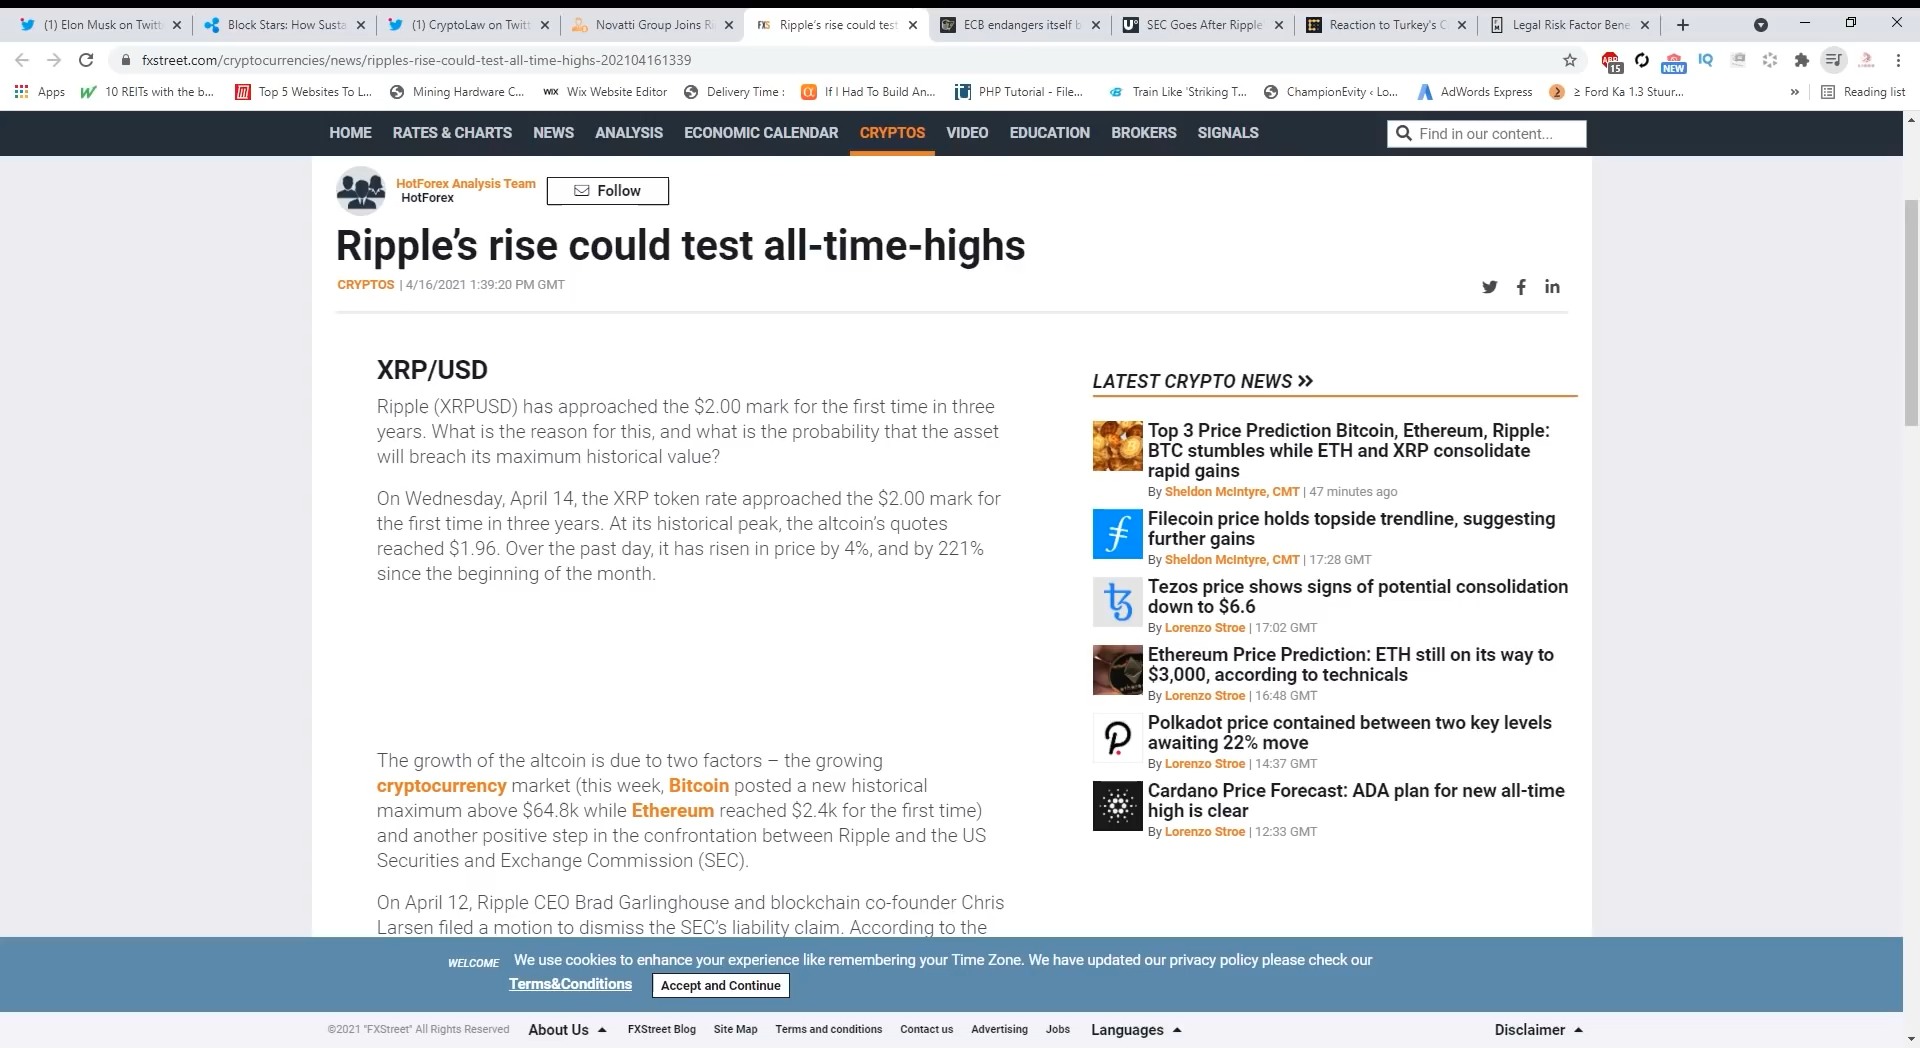 (1) Elon Musk on Twitt
Block Stars: How Susta
(1) CryptoLaw on Twitt
Novatti Group Joins Ri
FXS Ripple's rise could test
ECB endangers itself b
SEC Goes After Ripple
Reaction to Turkey's C
Legal Risk Factor Bene
fxstreet.com/cryptocurrencies/news/ripples-rise-could-test-all-time-highs-202104161339
15
NEW
IQ
Apps
10 REITs with the b...
Top 5 Websites To L...
Mining Hardware C...
WIX Wix Website Editor
Delivery Time :
If I Had To Build An...
PHP Tutorial - File...
Train Like 'Striking T...
ChampionEvity ‹ Lo...
AdWords Express
≥ Ford Ka 1.3 Stuur...
»
Reading list
HOME RATES & CHARTS NEWS ANALYSIS ECONOMIC CALENDAR CRYPTOS VIDEO EDUCATION BROKERS SIGNALS
Find in our content...
HotForex Analysis Team
HotForex
Follow
Ripple’s rise could test all-time-highs
CRYPTOS | 4/16/2021 1:39:20 PM GMT
XRP/USD
Ripple (XRPUSD) has approached the $2.00 mark for the first time in three
years. What is the reason for this, and what is the probability that the asset
will breach its maximum historical value?
On Wednesday, April 14, the XRP token rate approached the $2.00 mark for
the first time in three years. At its historical peak, the altcoin’s quotes
reached $1.96. Over the past day, it has risen in price by 4%, and by 221%
since the beginning of the month.
The growth of the altcoin is due to two factors – the growing
cryptocurrency market (this week, Bitcoin posted a new historical
maximum above $64.8k while Ethereum reached $2.4k for the first time)
and another positive step in the confrontation between Ripple and the US
Securities and Exchange Commission (SEC).
On April 12, Ripple CEO Brad Garlinghouse and blockchain co-founder Chris
Larsen filed a motion to dismiss the SEC’s liability claim. According to the
LATEST CRYPTO NEWS »
Top 3 Price Prediction Bitcoin, Ethereum, Ripple:
BTC stumbles while ETH and XRP consolidate
rapid gains
By Sheldon McIntyre, CMT | 47 minutes ago
Filecoin price holds topside trendline, suggesting
further gains
By Sheldon McIntyre, CMT | 17:28 GMT
Tezos price shows signs of potential consolidation
down to $6.6
By Lorenzo Stroe | 17:02 GMT
Ethereum Price Prediction: ETH still on its way to
$3,000, according to technicals
By Lorenzo Stroe | 16:48 GMT
Polkadot price contained between two key levels
awaiting 22% move
By Lorenzo Stroe | 14:37 GMT
Cardano Price Forecast: ADA plan for new all-time
high is clear
By Lorenzo Stroe | 12:33 GMT
WELCOME We use cookies to enhance your experience like remembering your Time Zone. We have updated our privacy policy please check our
Terms&Conditions Accept and Continue
©2021 "FXStreet" All Rights Reserved About Us FXStreet Blog Site Map Terms and conditions Contact us Advertising Jobs Languages Disclaimer